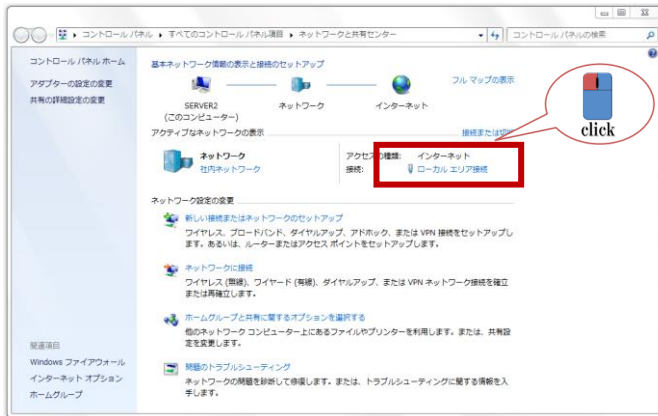 コントロール パネル ▸ すべてのコントロール パネル項目 ▸ ネットワークと共有センター
コントロール パネルの検索
コントロール パネル ホーム
アダプターの設定の変更
共有の詳細設定の変更
基本ネットワーク情報の表示と接続のセットアップ
フル マップの表示
SERVER2
(このコンピューター)
ネットワーク
インターネット
アクティブなネットワークの表示
接続または切断
click
ネットワーク
社内ネットワーク
アクセスの種類: インターネット
接続: ローカル エリア接続
ネットワーク設定の変更
新しい接続またはネットワークのセットアップ
ワイヤレス、ブロードバンド、ダイヤルアップ、アドホック、または VPN 接続をセットアップし
ます。あるいは、ルーターまたはアクセス ポイントをセットアップします。
ネットワークに接続
ワイヤレス (無線)、ワイヤード (有線)、ダイヤルアップ、または VPN ネットワーク接続を確立
または再確立します。
ホームグループと共有に関するオプションを選択する
他のネットワーク コンピューター上にあるファイルやプリンターを利用します。または、共有設
定を変更します。
問題のトラブルシューティング
ネットワークの問題を診断して修復します。または、トラブルシューティングに関する情報を入
手します。
関連項目
Windows ファイアウォール
インターネット オプション
ホームグループ